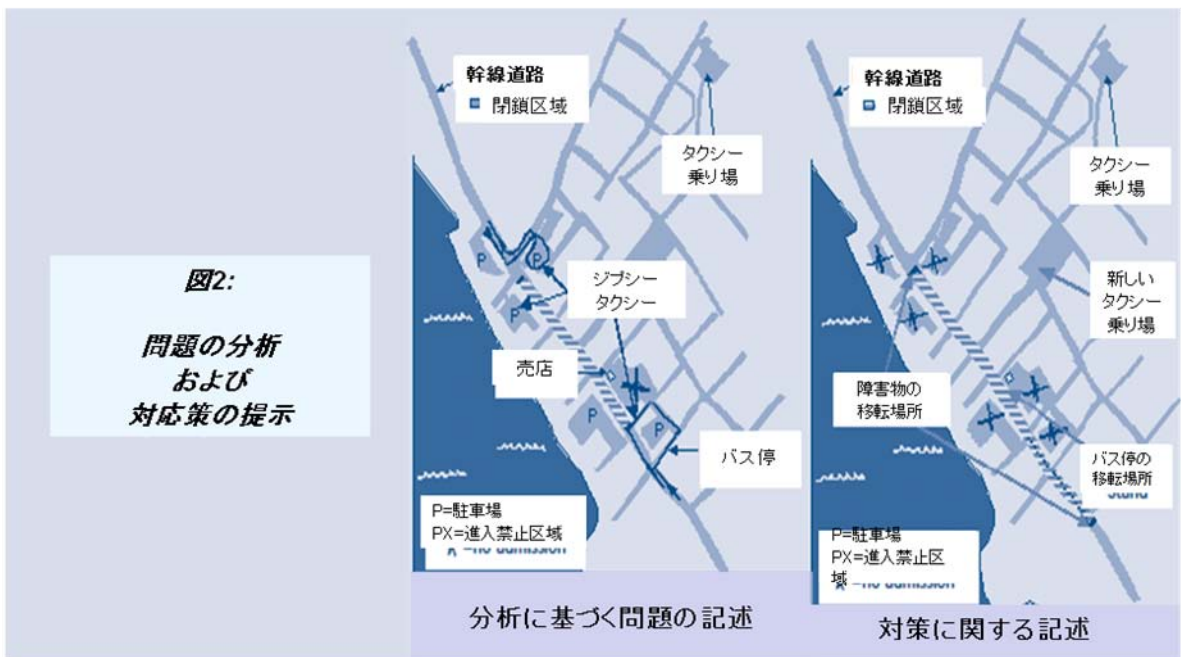 図2:
問題の分析
および
対応策の提示
幹線道路
閉鎖区域
タクシー
乗り場
P
P
P
P
P
ジプシー
タクシー
売店
バス停
P=駐車場
PX=進入禁止区域
=no admission
分析に基づく問題の記述
幹線道路
閉鎖区域
タクシー
乗り場
新しい
タクシー
乗り場
障害物の
移転場所
バス停の
移転場所
stand
P=駐車場
PX=進入禁止区
域
=no admission
対策に関する記述